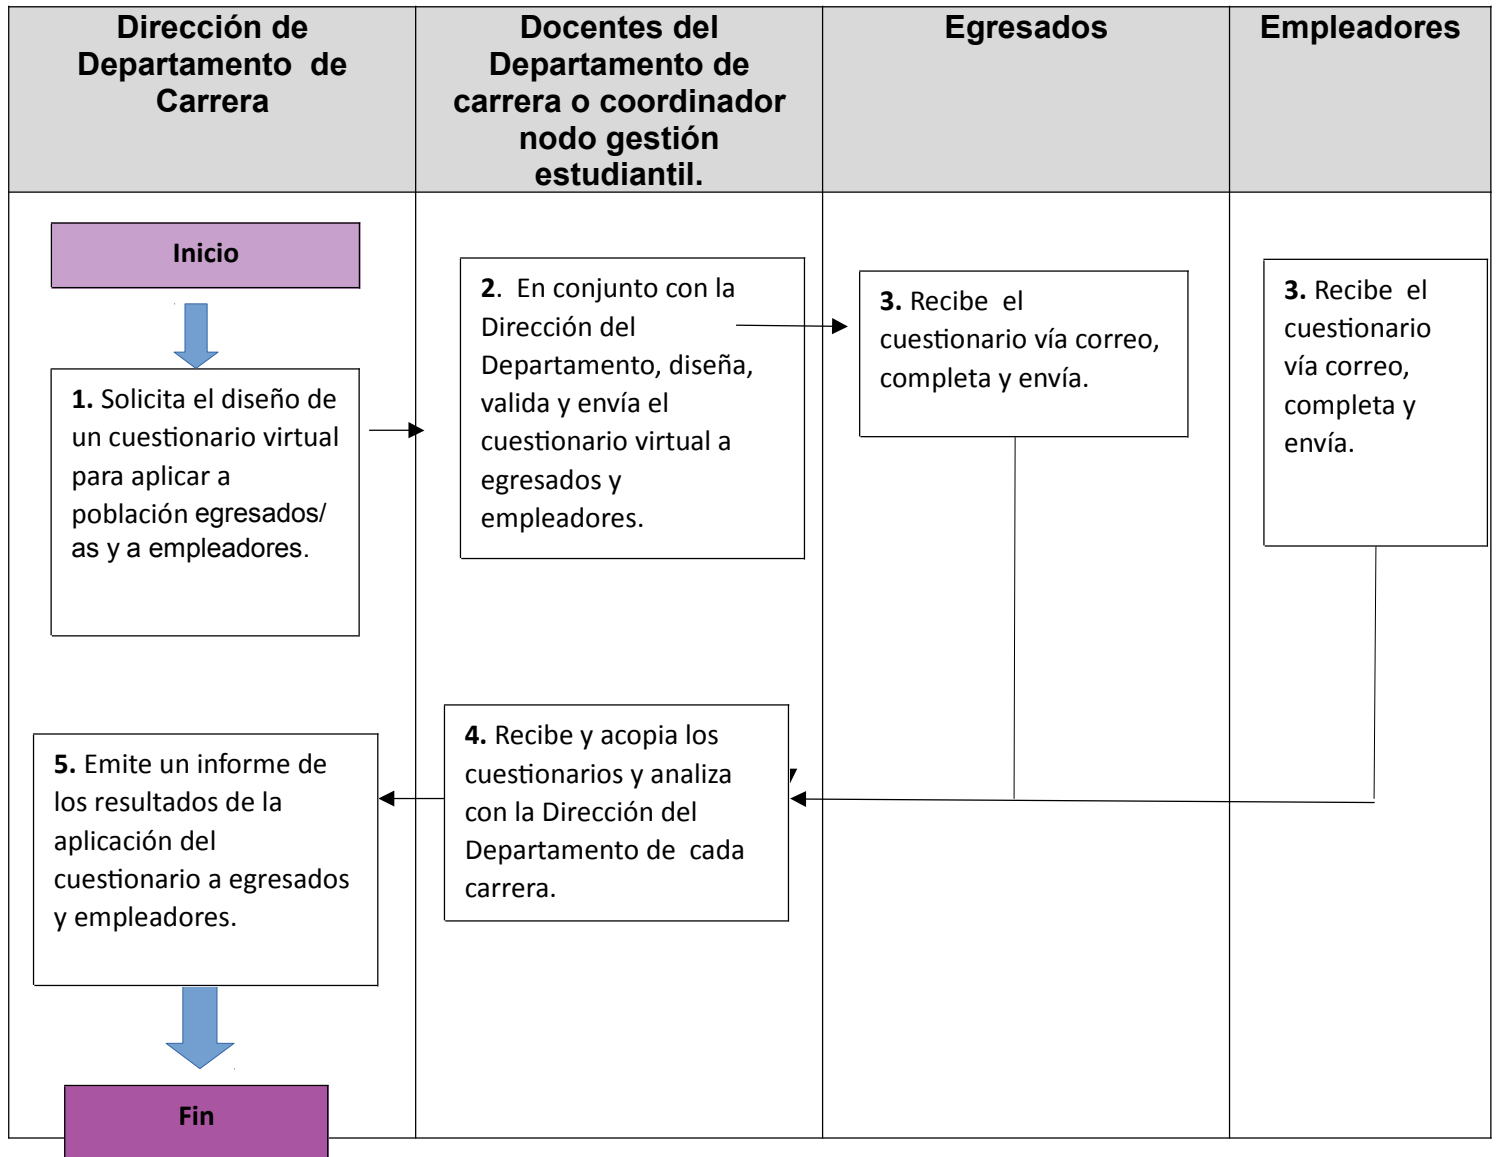 Dirección de
Departamento de
Carrera
Docentes del
Departamento de
carrera o coordinador
nodo gestión
estudiantil.
Egresados
Empleadores
Inicio
1. Solicita el diseño de
un cuestionario virtual
para aplicar a
población egresados/
as y a empleadores.
2. En conjunto con la
Dirección del
Departamento, diseña,
valida y envía el
cuestionario virtual a
egresados y
empleadores.
3. Recibe el
cuestionario vía correo,
completa y envía.
3. Recibe el
cuestionario
vía correo,
completa y
envía.
4. Recibe y acopia los
cuestionarios y analiza
con la Dirección del
Departamento de cada
carrera.
5. Emite un informe de
los resultados de la
aplicación del
cuestionario a egresados
y empleadores.
Fin